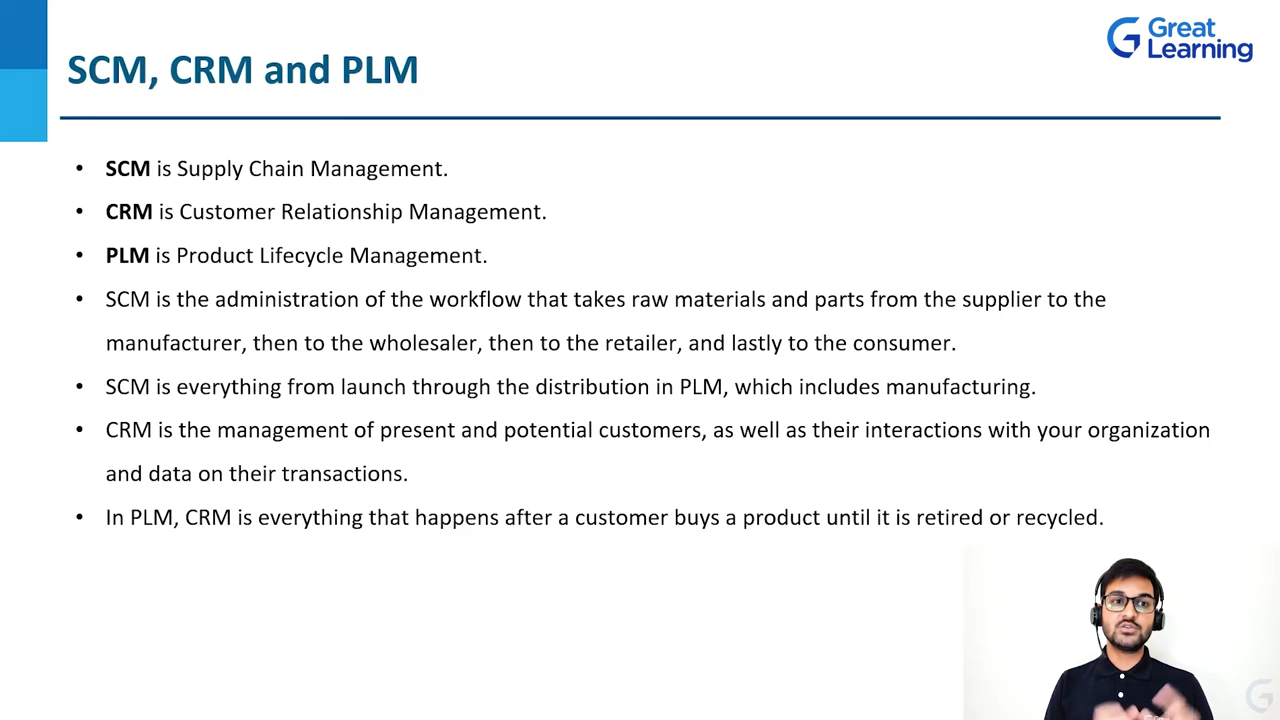 Great
Learning
SCM, CRM and PLM
• SCM is Supply Chain Management.
• CRM is Customer Relationship Management.
• PLM is Product Lifecycle Management.
• SCM is the administration of the workflow that takes raw materials and parts from the supplier to the
manufacturer, then to the wholesaler, then to the retailer, and lastly to the consumer.
• SCM is everything from launch through the distribution in PLM, which includes manufacturing.
• CRM is the management of present and potential customers, as well as their interactions with your organization
and data on their transactions.
• In PLM, CRM is everything that happens after a customer buys a product until it is retired or recycled.